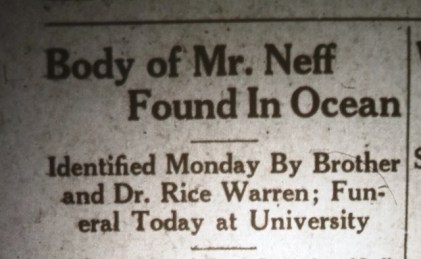 Body of Mr. Neff
Found In Ocean
Identified Monday By Brother
and Dr. Rice Warren; Fun-
eral Today at University